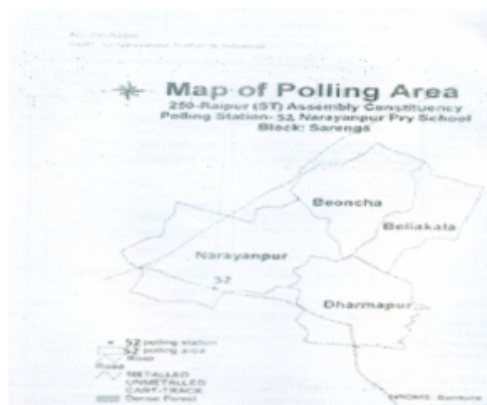 Map of Polling Area
250-Raipur (ST) Assembly Constituency
Polling Station- 52 Narayanpur Pry School
Block: Sarenga
Beoncha
Beliakala
Narayanpur
52
Dharmapur
52 polling station
52 polling area
River
Road
METALLED
UNMETALLED
CART-TRACK
Dense Forest